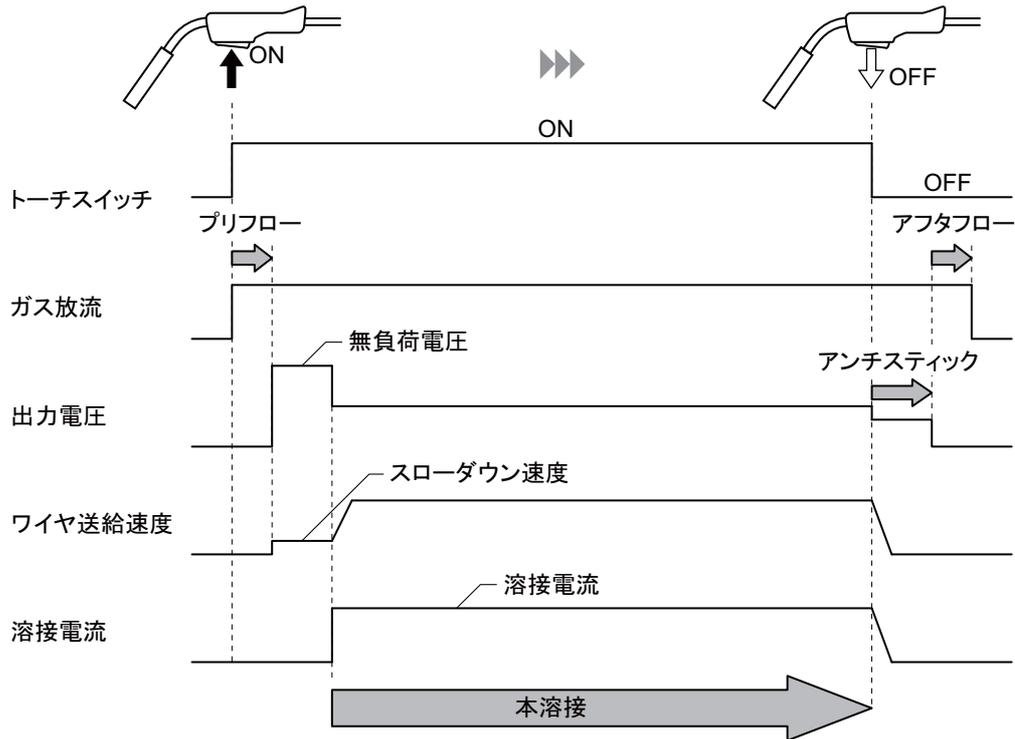 ON
OFF
ON
トーチスイッチ
OFF
プリフロー
アフタフロー
ガス放流
無負荷電圧
アンチスティック
出力電圧
スローダウン速度
ワイヤ送給速度
溶接電流
溶接電流
本溶接